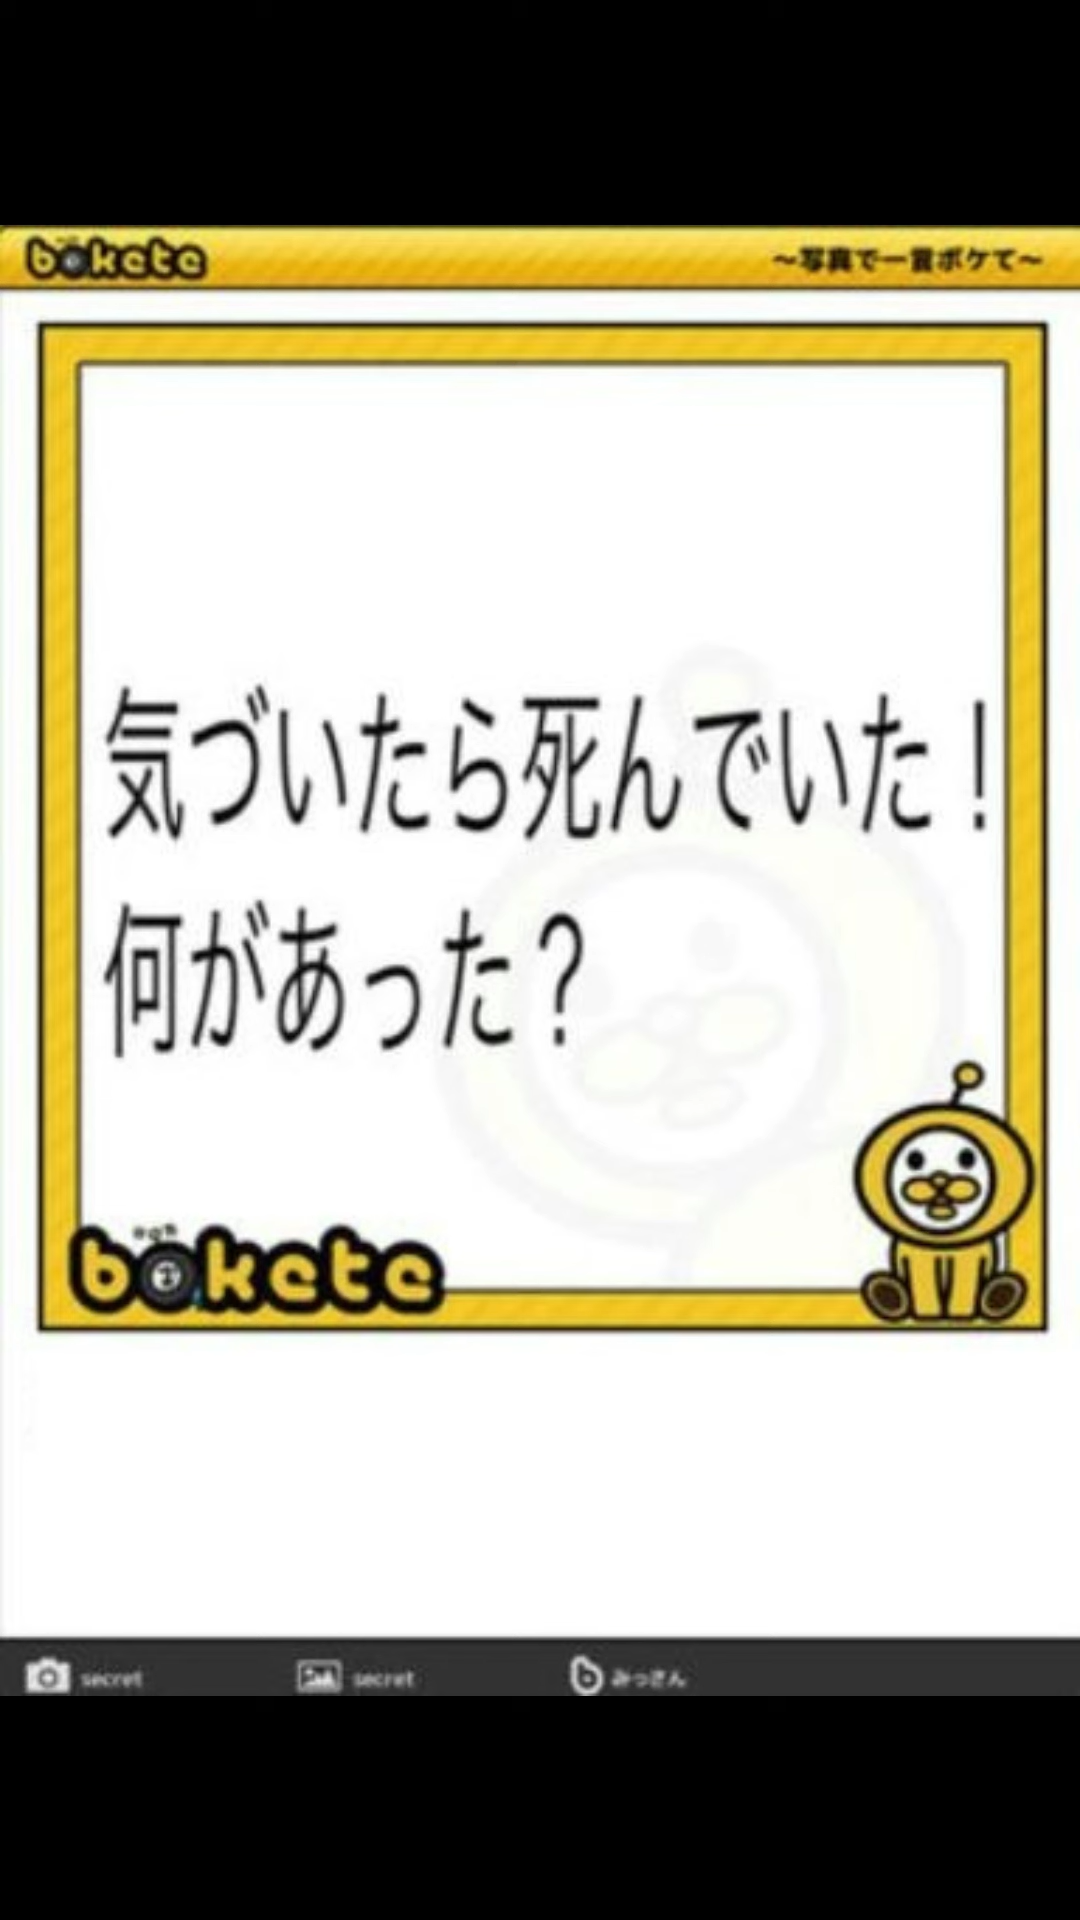 bokete
〜写真で一言ボケて〜
気づいたら死んでいた！
何があった？
bokete
secret
secret
みっさん